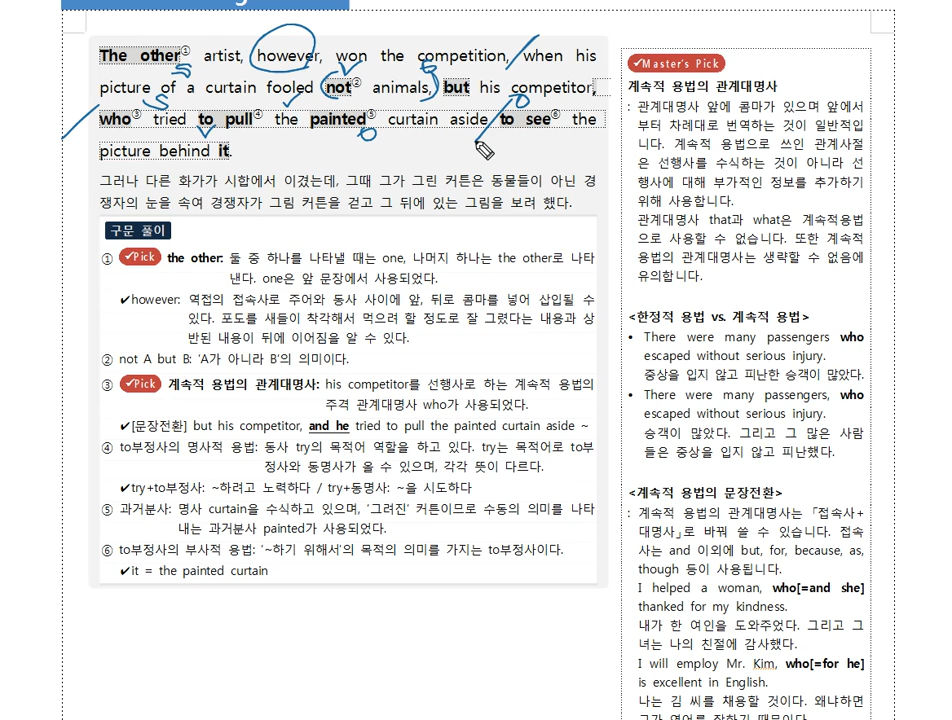 The other① artist, however, won the competition, when his
picture of a curtain fooled not② animals, but his competitor,
who③ tried to pull④ the painted⑤ curtain aside to see⑥ the
picture behind it.
그러나 다른 화가가 시합에서 이겼는데, 그때 그가 그린 커튼은 동물들이 아닌 경
쟁자의 눈을 속여 경쟁자가 그림 커튼을 걷고 그 뒤에 있는 그림을 보려 했다.
구문 풀이
① ✔Pick the other: 둘 중 하나를 나타낼 때는 one, 나머지 하나는 the other로 나타
낸다. one은 앞 문장에서 사용되었다.
✔however: 역접의 접속사로 주어와 동사 사이에 앞, 뒤로 콤마를 넣어 삽입될 수
있다. 포도를 새들이 착각해서 먹으려 할 정도로 잘 그렸다는 내용과 상
반된 내용이 뒤에 이어짐을 알 수 있다.
② not A but B: ‘A가 아니라 B’의 의미이다.
③ ✔Pick 계속적 용법의 관계대명사: his competitor를 선행사로 하는 계속적 용법의
주격 관계대명사 who가 사용되었다.
✔[문장전환] but his competitor, and he tried to pull the painted curtain aside ~
④ to부정사의 명사적 용법: 동사 try의 목적어 역할을 하고 있다. try는 목적어로 to부
정사와 동명사가 올 수 있으며, 각각 뜻이 다르다.
✔try+to부정사: ~하려고 노력하다 / try+동명사: ~을 시도하다
⑤ 과거분사: 명사 curtain을 수식하고 있으며, ‘그려진’ 커튼이므로 수동의 의미를 나타
내는 과거분사 painted가 사용되었다.
⑥ to부정사의 부사적 용법: ‘~하기 위해서’의 목적의 의미를 가지는 to부정사이다.
✔it = the painted curtain
✔Master's Pick
계속적 용법의 관계대명사
: 관계대명사 앞에 콤마가 있으며 앞에서
부터 차례대로 번역하는 것이 일반적입
니다. 계속적 용법으로 쓰인 관계사절
은 선행사를 수식하는 것이 아니라 선
행사에 대해 부가적인 정보를 추가하기
위해 사용합니다.
관계대명사 that과 what은 계속적용법
으로 사용할 수 없습니다. 또한 계속적
용법의 관계대명사는 생략할 수 없음에
유의합니다.
<한정적 용법 vs. 계속적 용법>
• There were many passengers who
escaped without serious injury.
중상을 입지 않고 피난한 승객이 많았다.
• There were many passengers, who
escaped without serious injury.
승객이 많았다. 그리고 그 많은 사람
들은 중상을 입지 않고 피난했다.
<계속적 용법의 문장전환>
: 계속적 용법의 관계대명사는 「접속사+
대명사」로 바꿔 쓸 수 있습니다. 접속
사는 and 이외에 but, for, because, as,
though 등이 사용됩니다.
I helped a woman, who[=and she]
thanked for my kindness.
내가 한 여인을 도와주었다. 그리고 그
녀는 나의 친절에 감사했다.
I will employ Mr. Kim, who[=for he]
is excellent in English.
나는 김 씨를 채용할 것이다. 왜냐하면
그가 영어를 잘하기 때문이다.